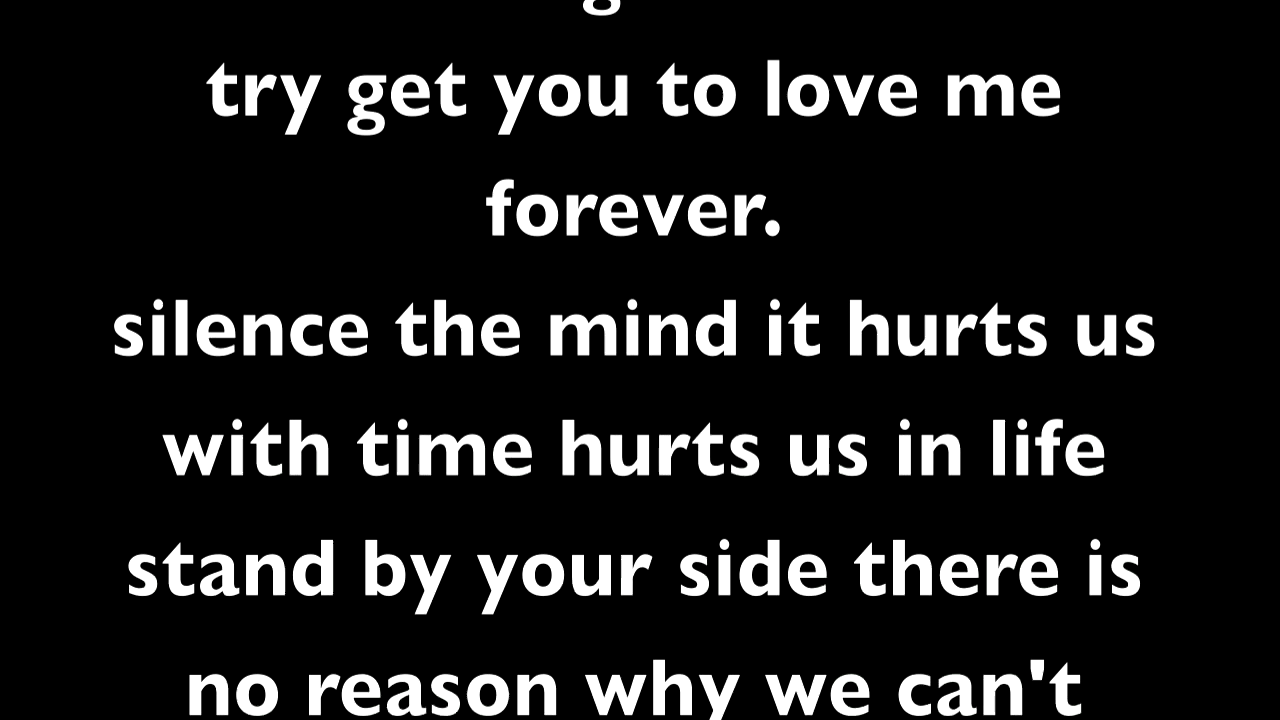 try get you to love me
forever.
silence the mind it hurts us
with time hurts us in life
stand by your side there is
no reason why we can't